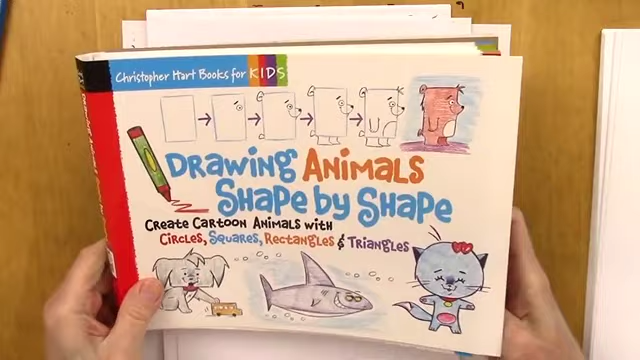 Christopher Hart Books for KIDS
DRAWING ANIMALS
SHAPE BY SHAPE
CREATE CARTOON ANIMALS WITH
CIRCLES, SQUARES, RECTANGLES & TRIANGLES